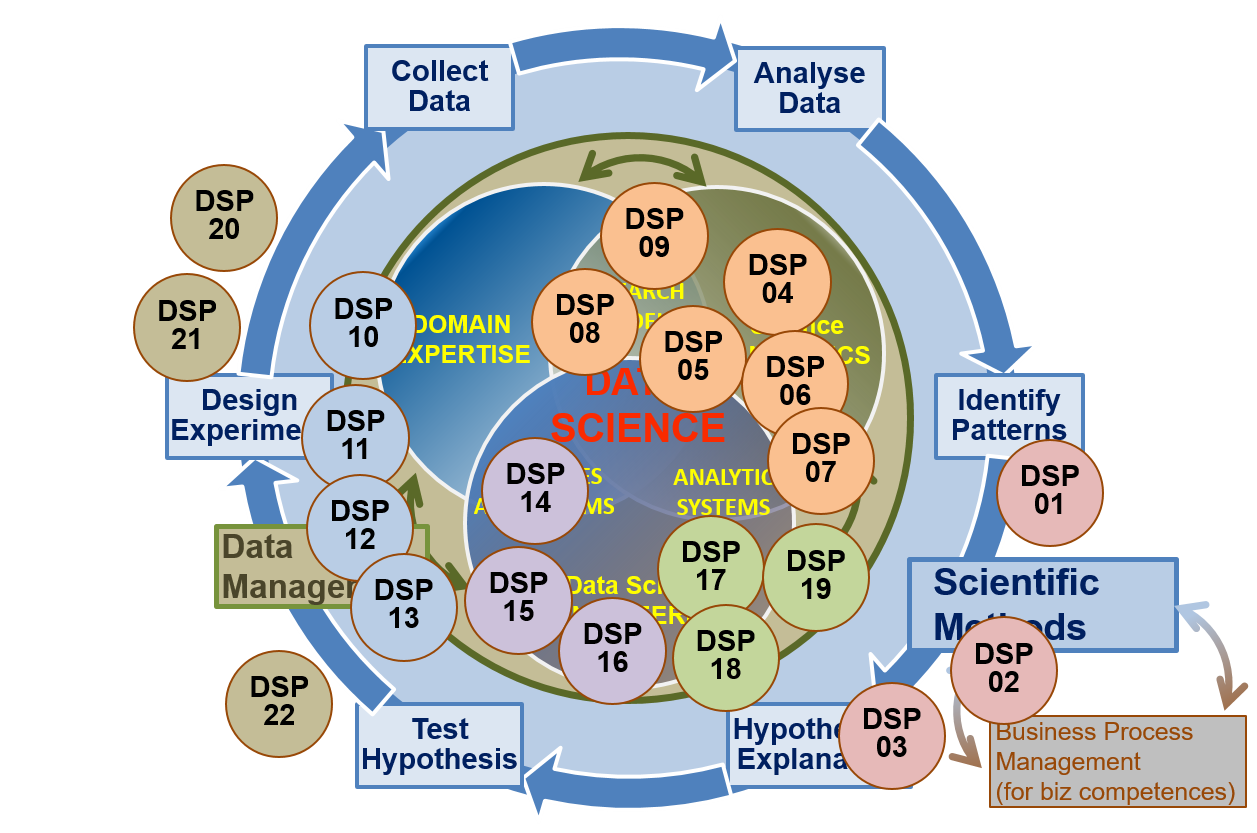 Collect
Data
Analyse
Data
DSP
20
DSP
09
DSP
04
DSP
21
DSP
10
DSP
08
DSP
05
DSP
06
DOMAIN
EXPERTISE
DATA
SCIENCE
Design
Identify
Patterns
DSP
11
DSP
07
DSP
14
SYSTEMS
DSP
01
DSP
12
Data
DSP
13
DSP
15
Data
DSP
17
DSP
19
Scientific
Methods
DSP
16
DSP
18
DSP
02
DSP
22
Test
Hypothesis
DSP
03
Business Process
Management
(for biz competences)